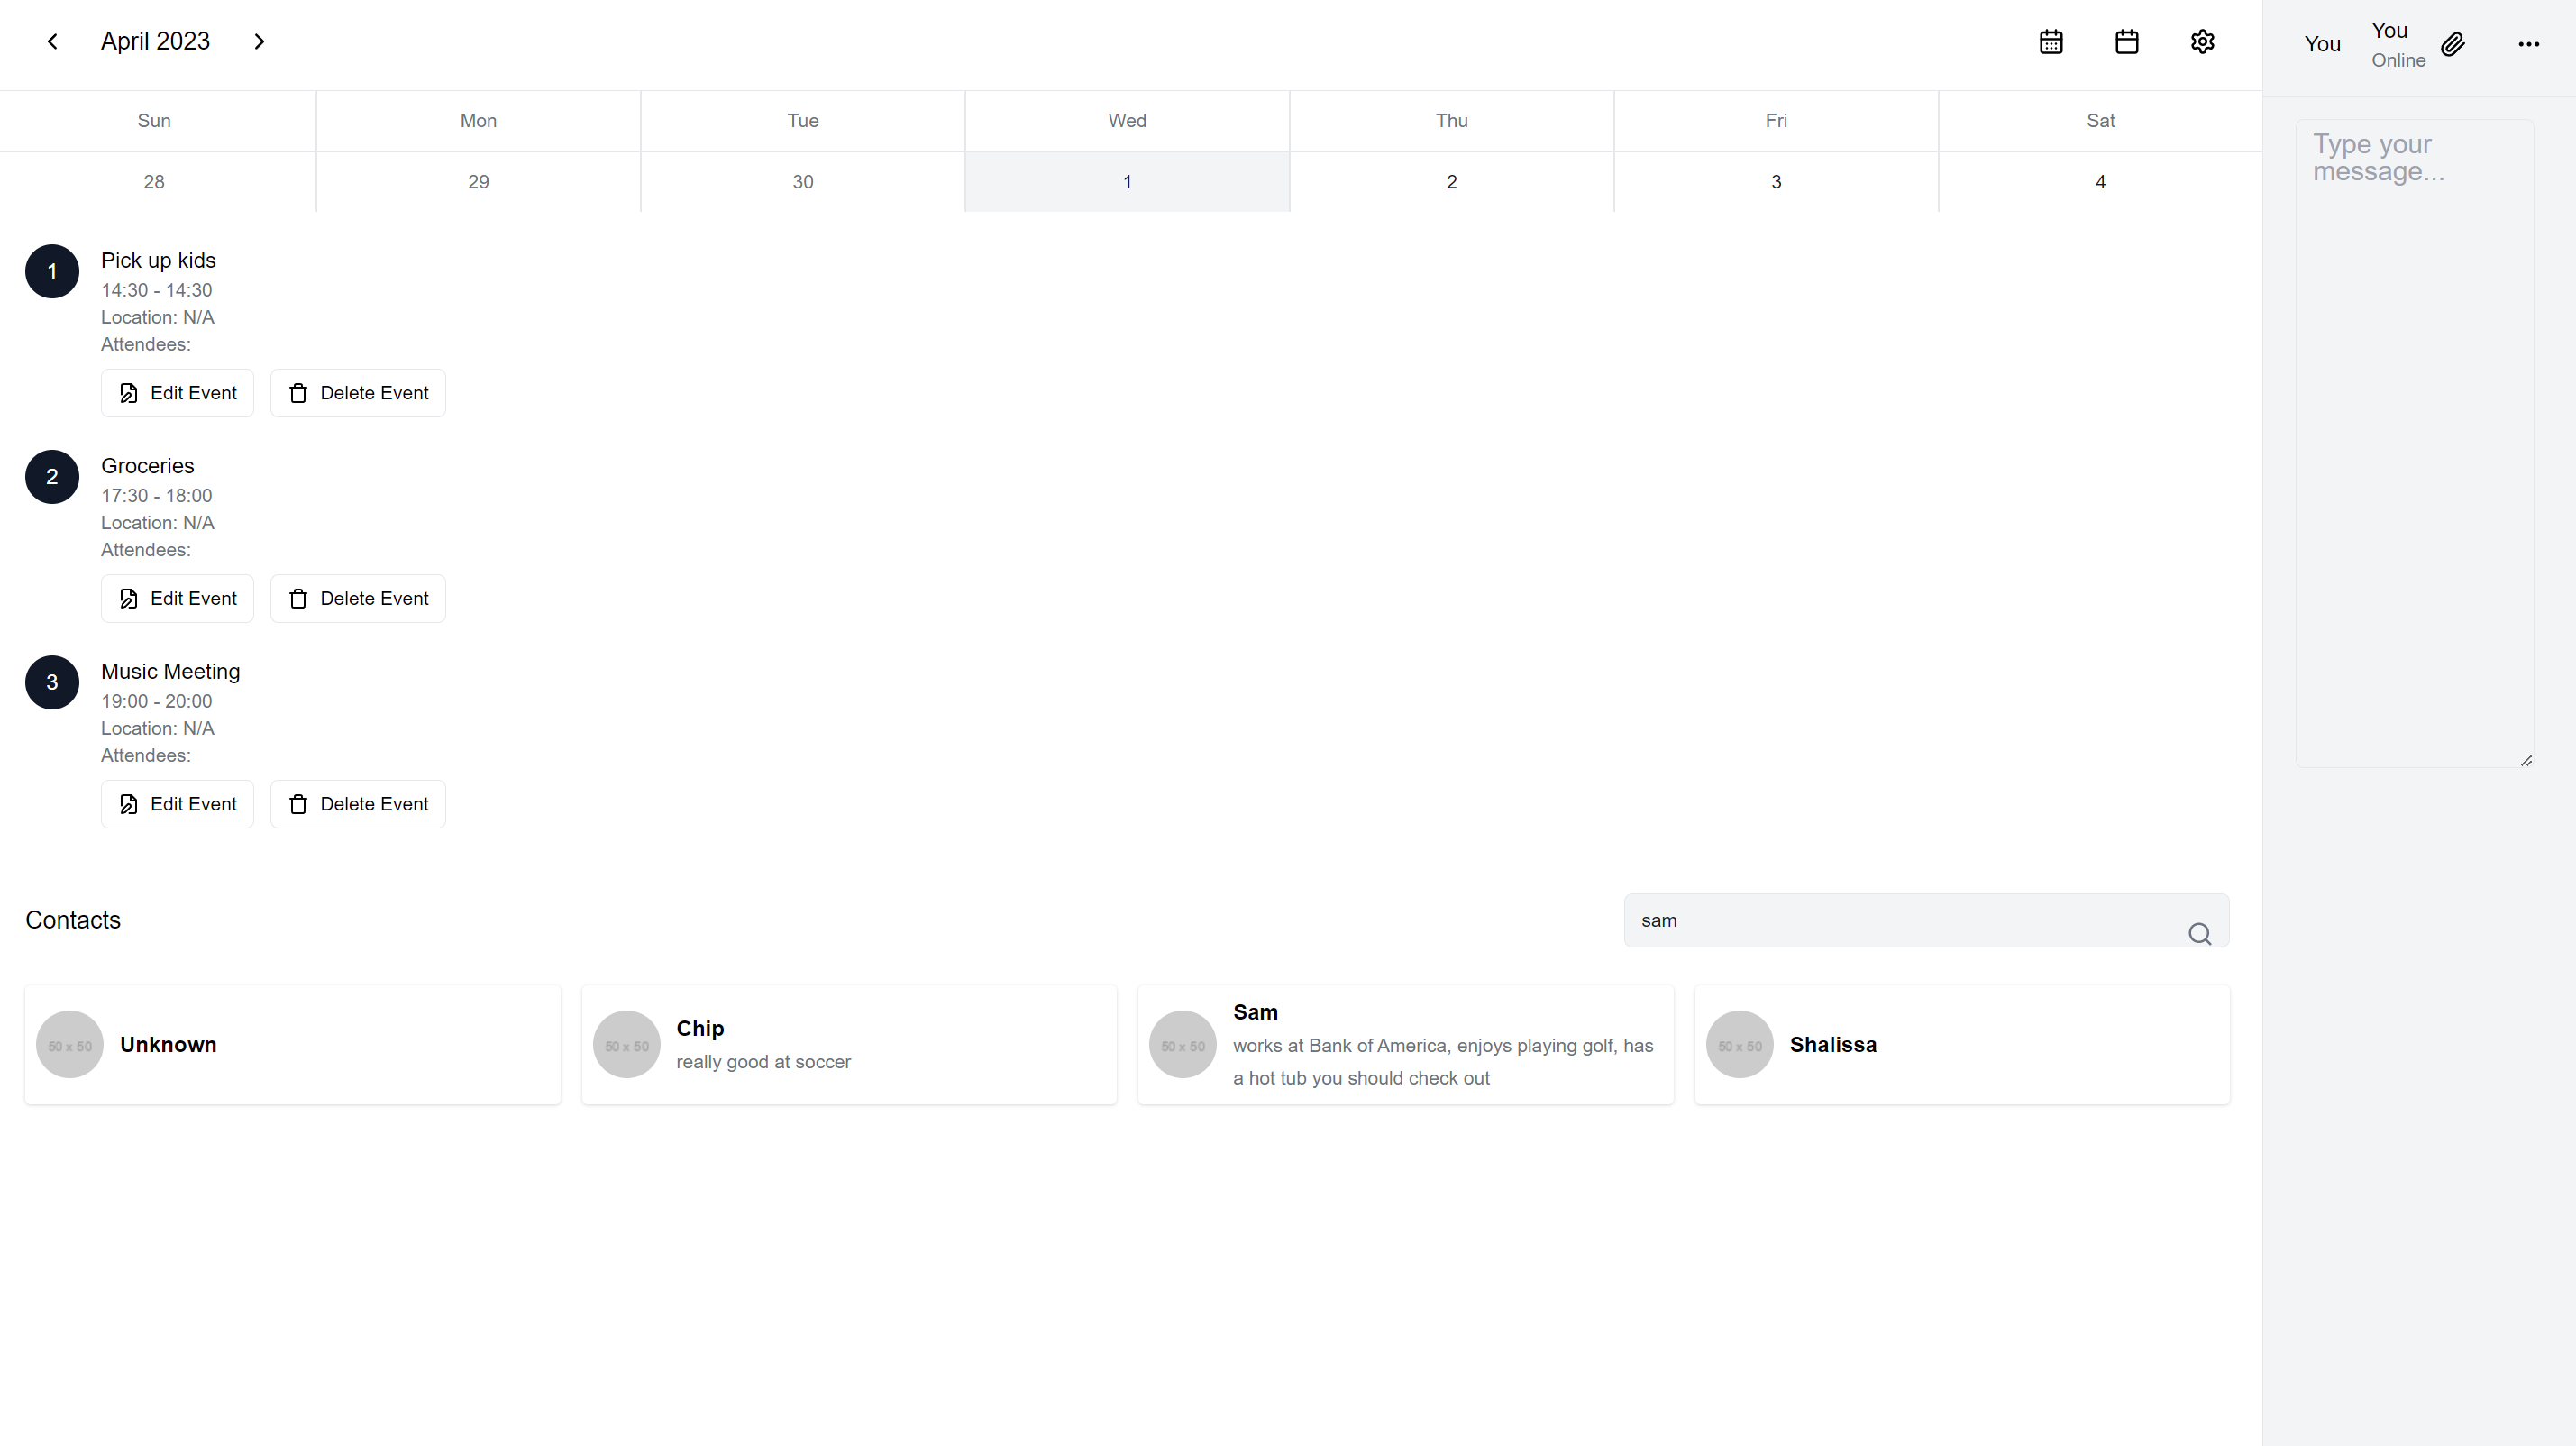 April 2023
You
You
Online
Sun Mon Tue Wed Thu Fri Sat
28 29 30 1 2 3 4
Type your
message...
1
Pick up kids
14:30 - 14:30
Location: N/A
Attendees:
Edit Event Delete Event
2
Groceries
17:30 - 18:00
Location: N/A
Attendees:
Edit Event Delete Event
3
Music Meeting
19:00 - 20:00
Location: N/A
Attendees:
Edit Event Delete Event
Contacts
sam
50 x 50
Unknown
50 x 50
Chip
really good at soccer
50 x 50
Sam
works at Bank of America, enjoys playing golf, has
a hot tub you should check out
50 x 50
Shalissa